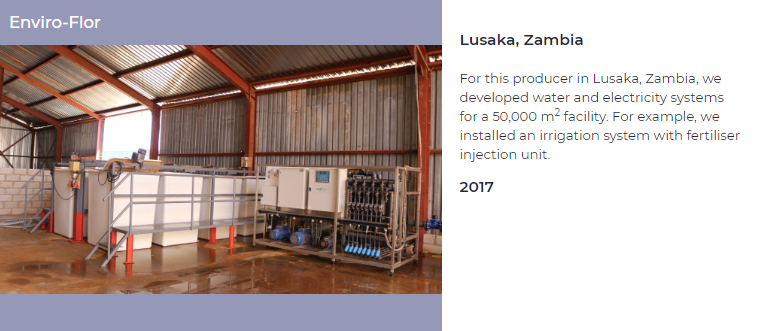 Enviro-Flor
Lusaka, Zambia
For this producer in Lusaka, Zambia, we
developed water and electricity systems
for a 50,000 m² facility. For example, we
installed an irrigation system with fertiliser
injection unit.
2017